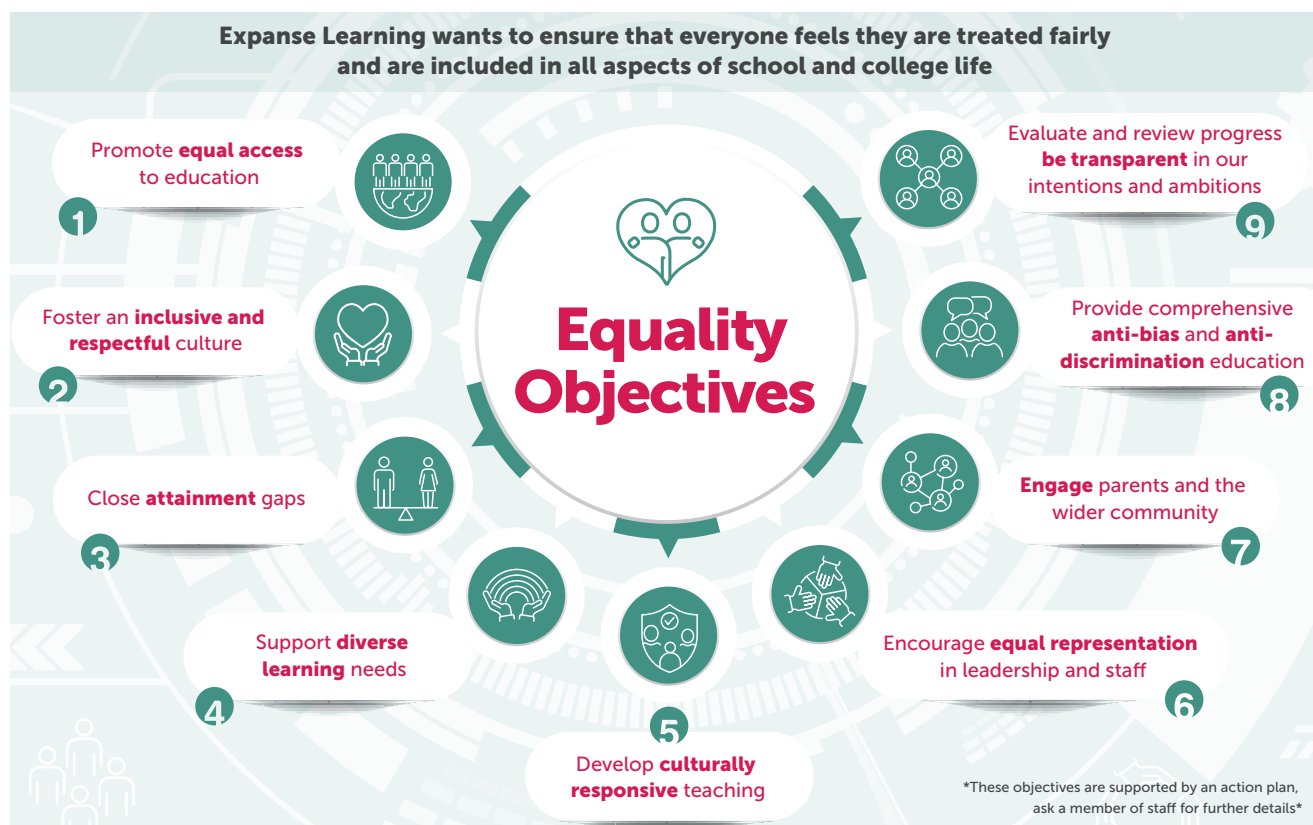 Expanse Learning wants to ensure that everyone feels they are treated fairly
and are included in all aspects of school and college life
Equality
Objectives
Promote equal access
to education
1
Foster an inclusive and
respectful culture
2
Close attainment gaps
3
Support diverse
learning needs
4
5
Develop culturally
responsive teaching
Encourage equal representation
in leadership and staff
6
Engage parents and the
wider community
7
Provide comprehensive
anti-bias and anti-
discrimination education
8
Evaluate and review progress
be transparent in our
intentions and ambitions
9
*These objectives are supported by an action plan,
ask a member of staff for further details*